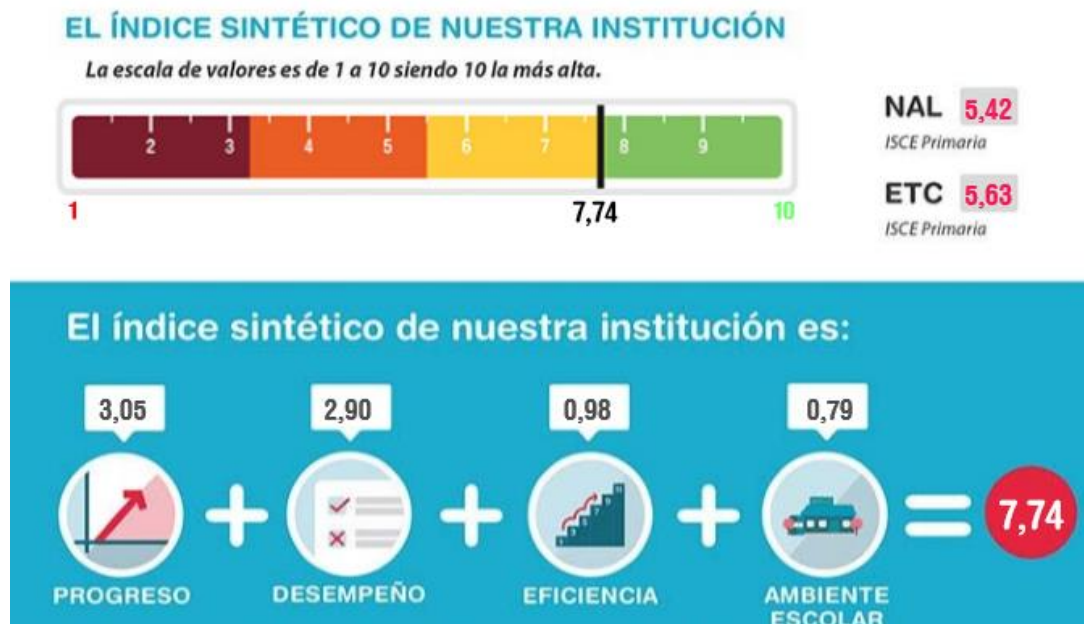 EL ÍNDICE SINTÉTICO DE NUESTRA INSTITUCIÓN
La escala de valores es de 1 a 10 siendo 10 la más alta.
2 3 4 5 6 7 8 9
1 7,74 10
NAL 5,42
ISCE Primaria
ETC 5,63
ISCE Primaria
El índice sintético de nuestra institución es:
3,05 2,90 0,98 0,79
+ + + = 7,74
PROGRESO DESEMPEÑO EFICIENCIA AMBIENTE
ESCOLAR